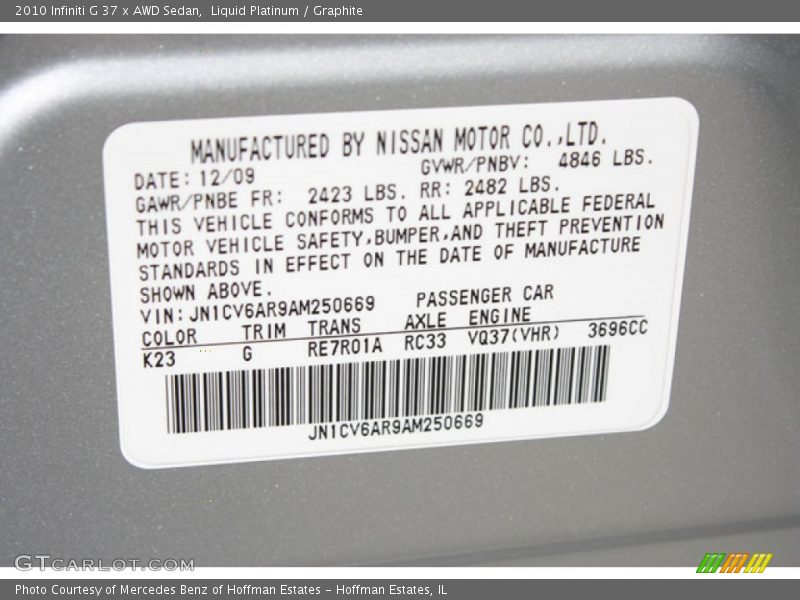 2010 Infiniti G 37 x AWD Sedan,  Liquid Platinum / Graphite
MANUFACTURED BY NISSAN MOTOR CO.,LTD.
DATE: 12/09 GVWR/PNBV: 4846 LBS.
GAWR/PNBE FR: 2423 LBS. RR: 2482 LBS.
THIS VEHICLE CONFORMS TO ALL APPLICABLE FEDERAL
MOTOR VEHICLE SAFETY,BUMPER,AND THEFT PREVENTION
STANDARDS IN EFFECT ON THE DATE OF MANUFACTURE
SHOWN ABOVE.
VIN: JN1CV6AR9AM250669 PASSENGER CAR
COLOR TRIM TRANS AXLE ENGINE
K23 G RE7R01A RC33 VQ37(VHR) 3696CC
JN1CV6AR9AM250669
GTCARLOT.COM
Photo Courtesy of Mercedes Benz of Hoffman Estates - Hoffman Estates, IL